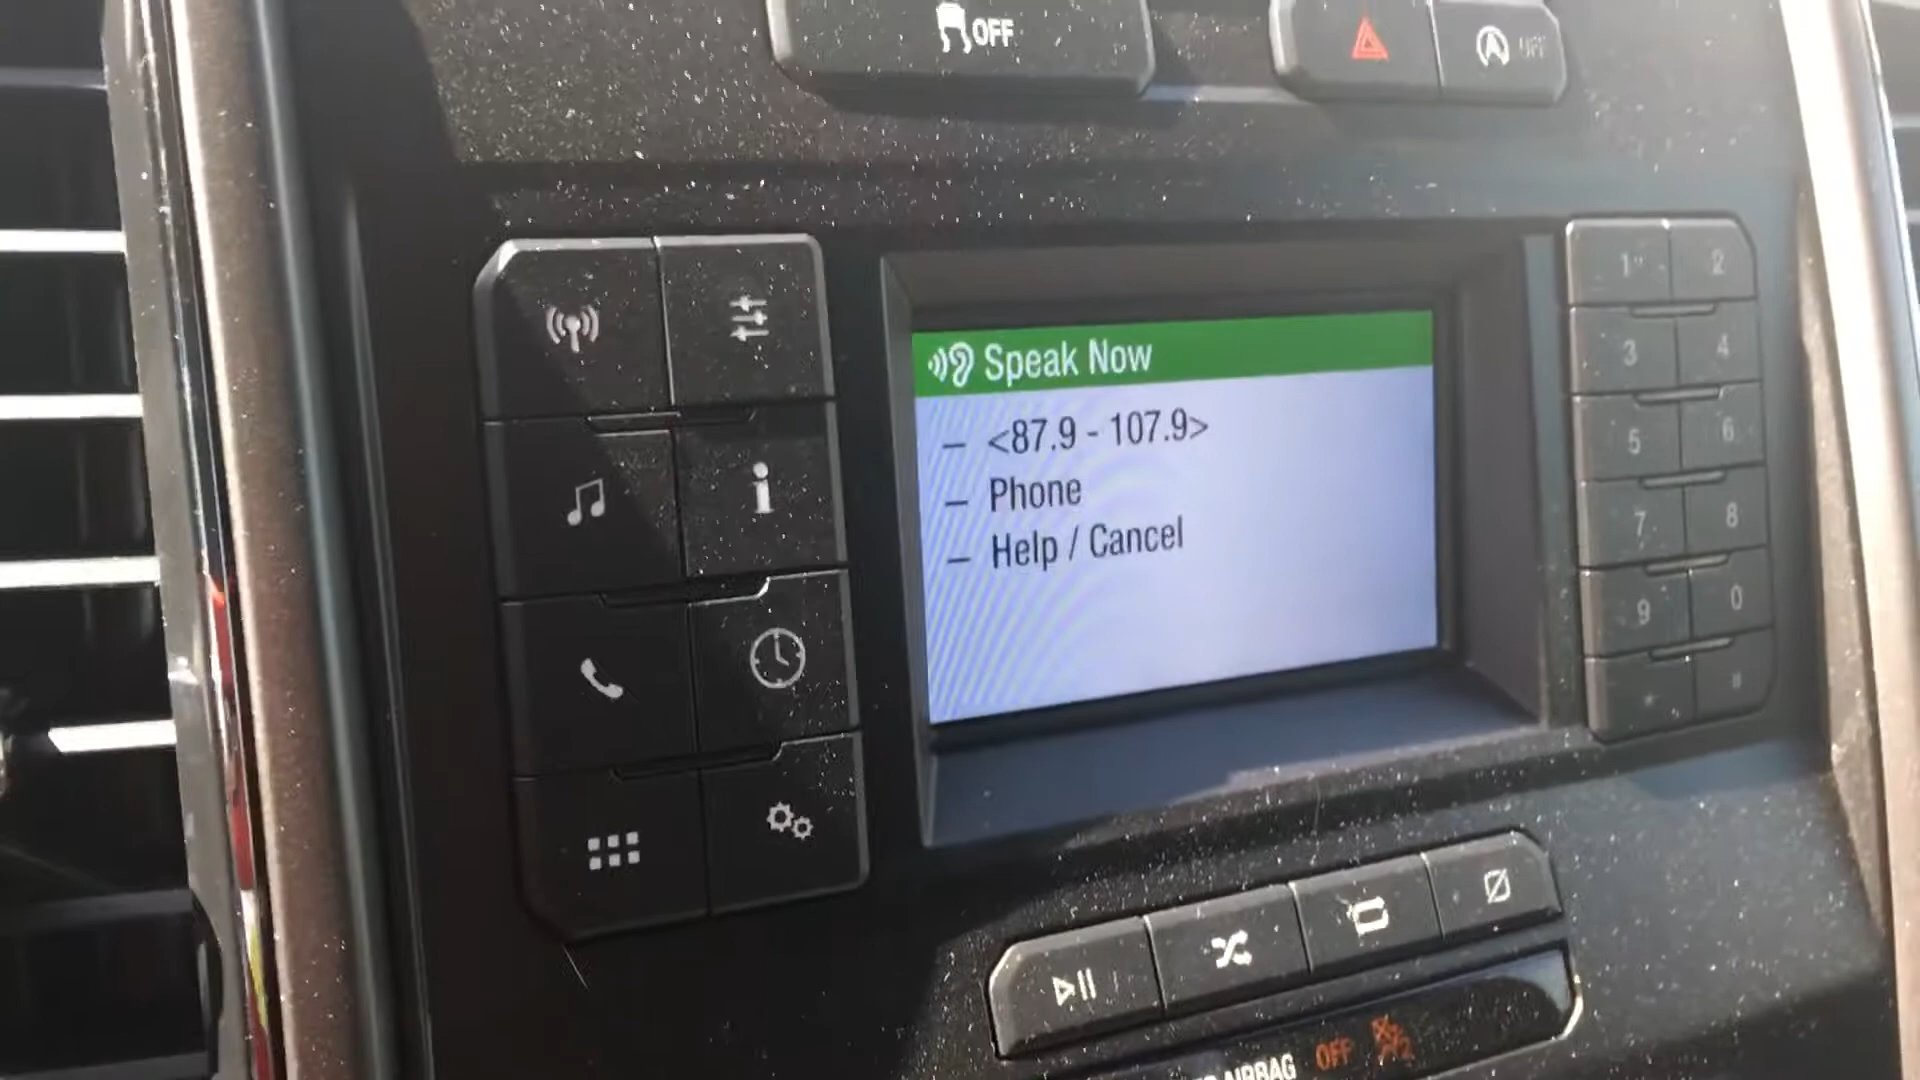 OFF
OFF
Speak Now
– <87.9 - 107.9>
– Phone
– Help / Cancel
1 2
3 4
5 6
7 8
9 0
* #
AIRBAG OFF